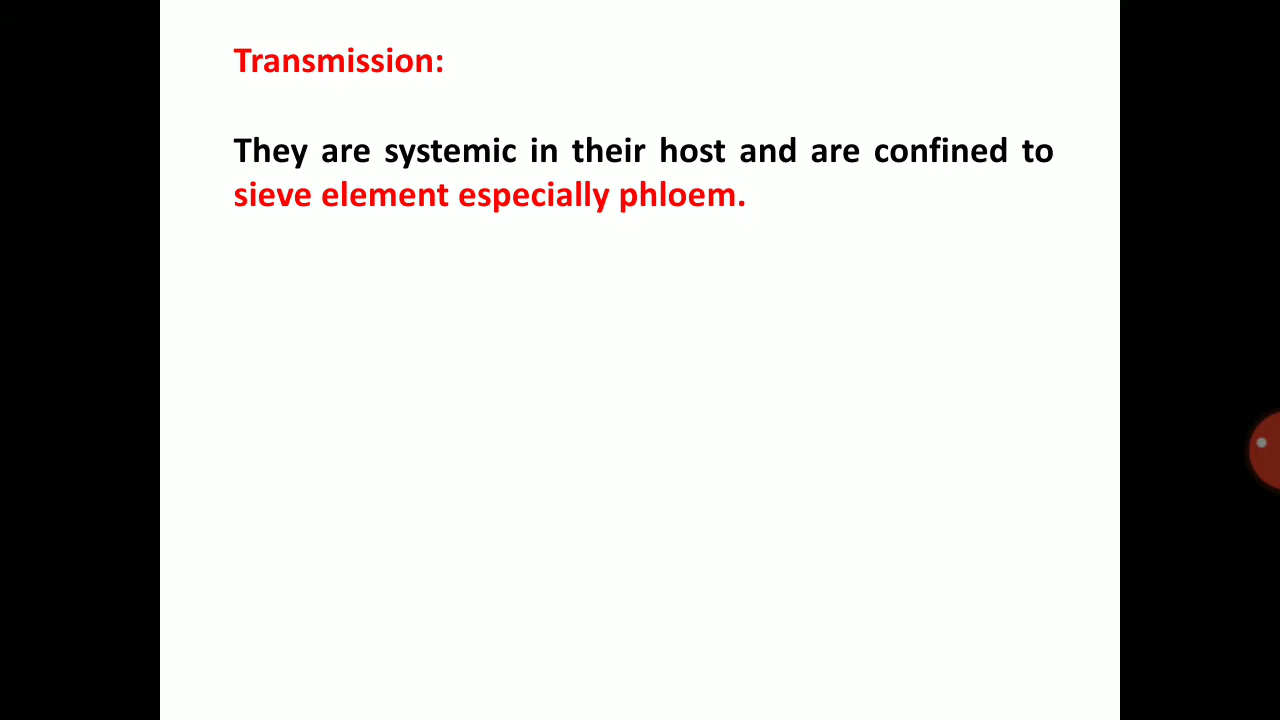 Transmission:
They are systemic in their host and are confined to
sieve element especially phloem.